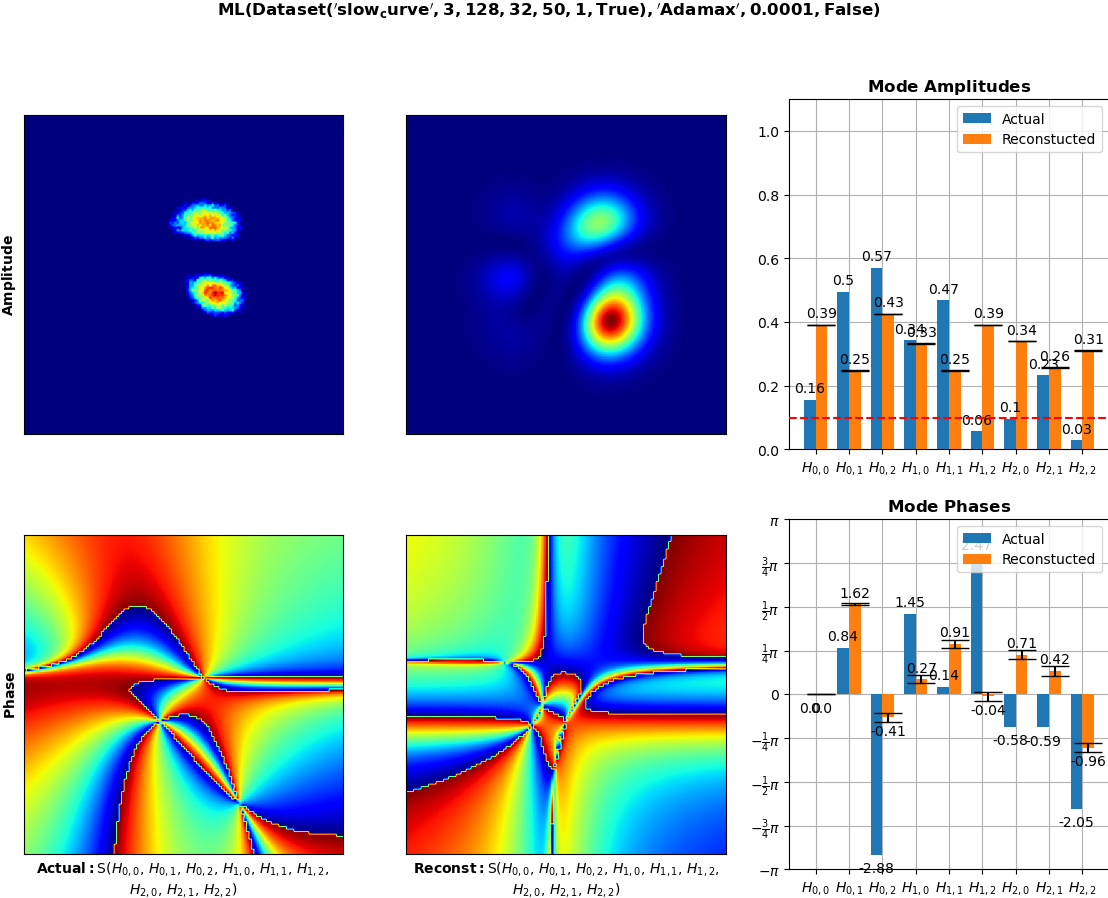 ML(Dataset('slow_curve', 3, 128, 32, 50, 1, True), 'Adamax', 0.0001, False)
Amplitude
Mode Amplitudes
Actual
Reconstucted
1.0
0.8
0.6
0.4
0.2
0.0
0.16
0.39
0.5
0.25
0.57
0.43
0.34
0.33
0.47
0.25
0.06
0.39
0.1
0.34
0.23
0.26
0.03
0.31
H0,0 H0,1 H0,2 H1,0 H1,1 H1,2 H2,0 H2,1 H2,2
Phase
Mode Phases
Actual
Reconstucted
π
3/4π
1/2π
1/4π
0
−1/4π
−1/2π
−3/4π
−π
0.0
0.0
0.84
1.62
-2.88
-0.41
1.45
0.27
0.14
0.91
2.47
-0.04
-0.58
0.71
-0.59
0.42
-2.05
-0.96
H0,0 H0,1 H0,2 H1,0 H1,1 H1,2 H2,0 H2,1 H2,2
Actual: S(H0,0, H0,1, H0,2, H1,0, H1,1, H1,2,
H2,0, H2,1, H2,2)
Reconst: S(H0,0, H0,1, H0,2, H1,0, H1,1, H1,2,
H2,0, H2,1, H2,2)